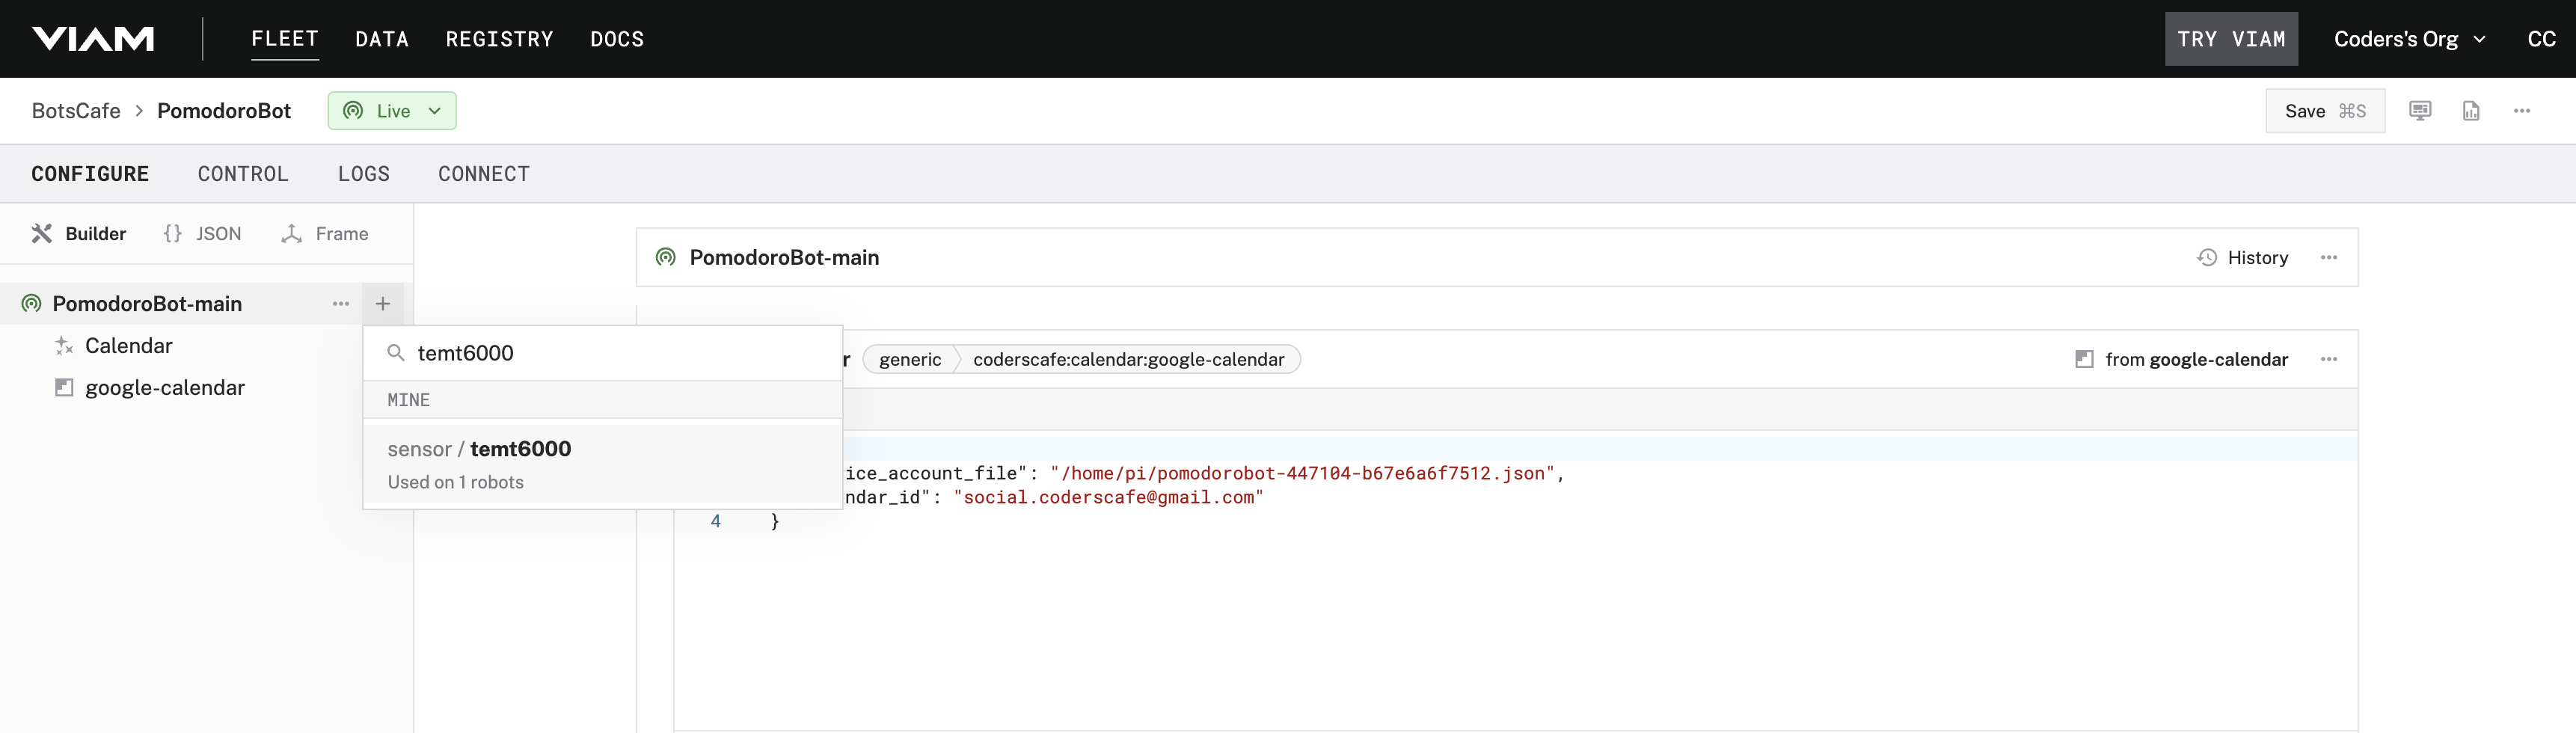 VIAM FLEET DATA REGISTRY DOCS TRY VIAM Coders's Org CC
BotsCafe > PomodoroBot Live Save ⌘S
CONFIGURE CONTROL LOGS CONNECT
Builder {} JSON Frame
PomodoroBot-main History
PomodoroBot-main
Calendar
google-calendar
temt6000
MINE
sensor / temt6000
Used on 1 robots
r generic coderscafe:calendar:google-calendar from google-calendar
ice_account_file": "/home/pi/pomodorobot-447104-b67e6a6f7512.json",
ndar_id": "social.coderscafe@gmail.com"
4 }